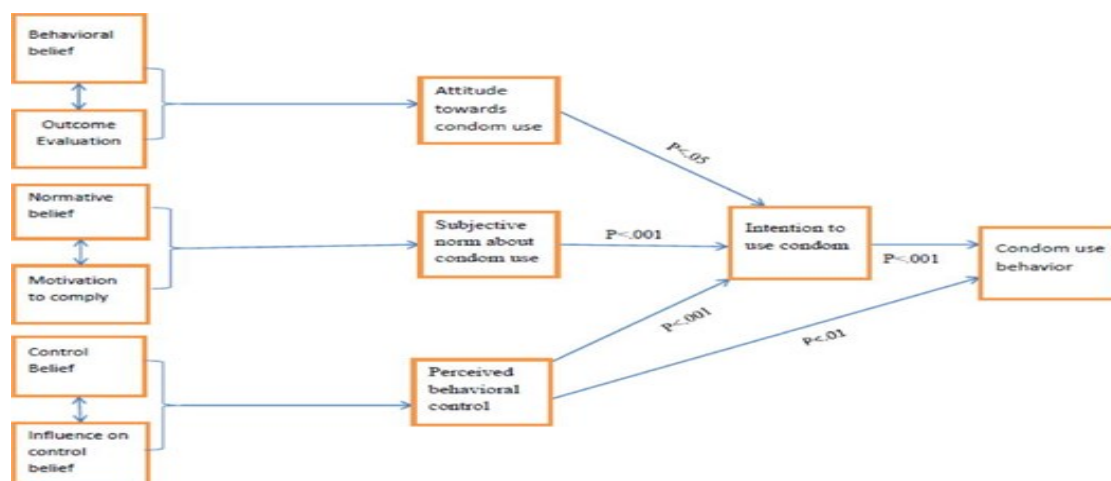 Behavioral
belief
Outcome
Evaluation
Attitude
towards
condom use
P<.05
Normative
belief
Motivation
to comply
Subjective
norm about
condom use
P<.001
Intention to
use condom
P<.001
Condom use
behavior
P<.001
P<.01
Control
Belief
Influence on
control
belief
Perceived
behavioral
control